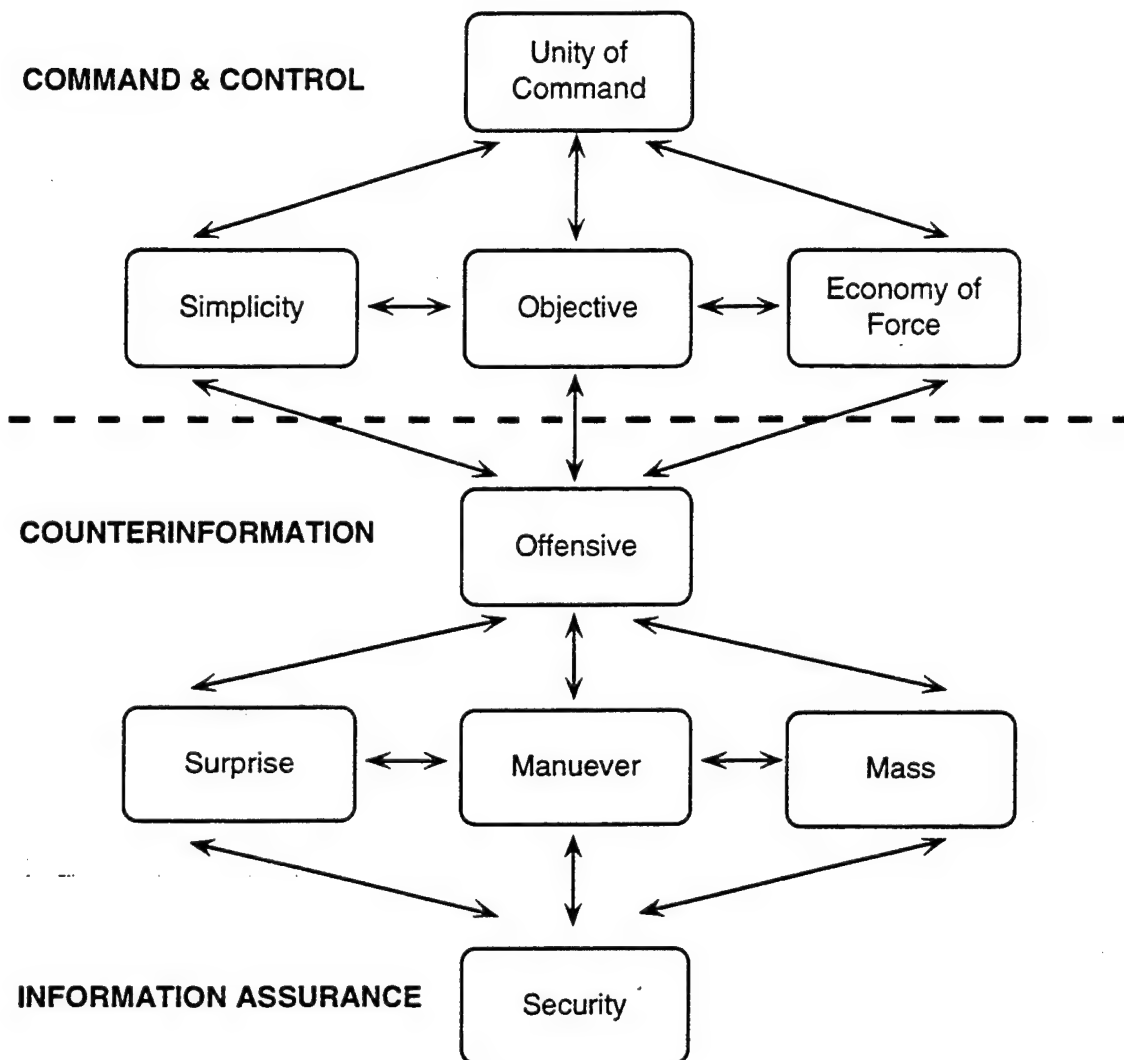 COMMAND & CONTROL
Unity of
Command
Simplicity
Objective
Economy of
Force
COUNTERINFORMATION
Offensive
Surprise
Manuever
Mass
INFORMATION ASSURANCE
Security